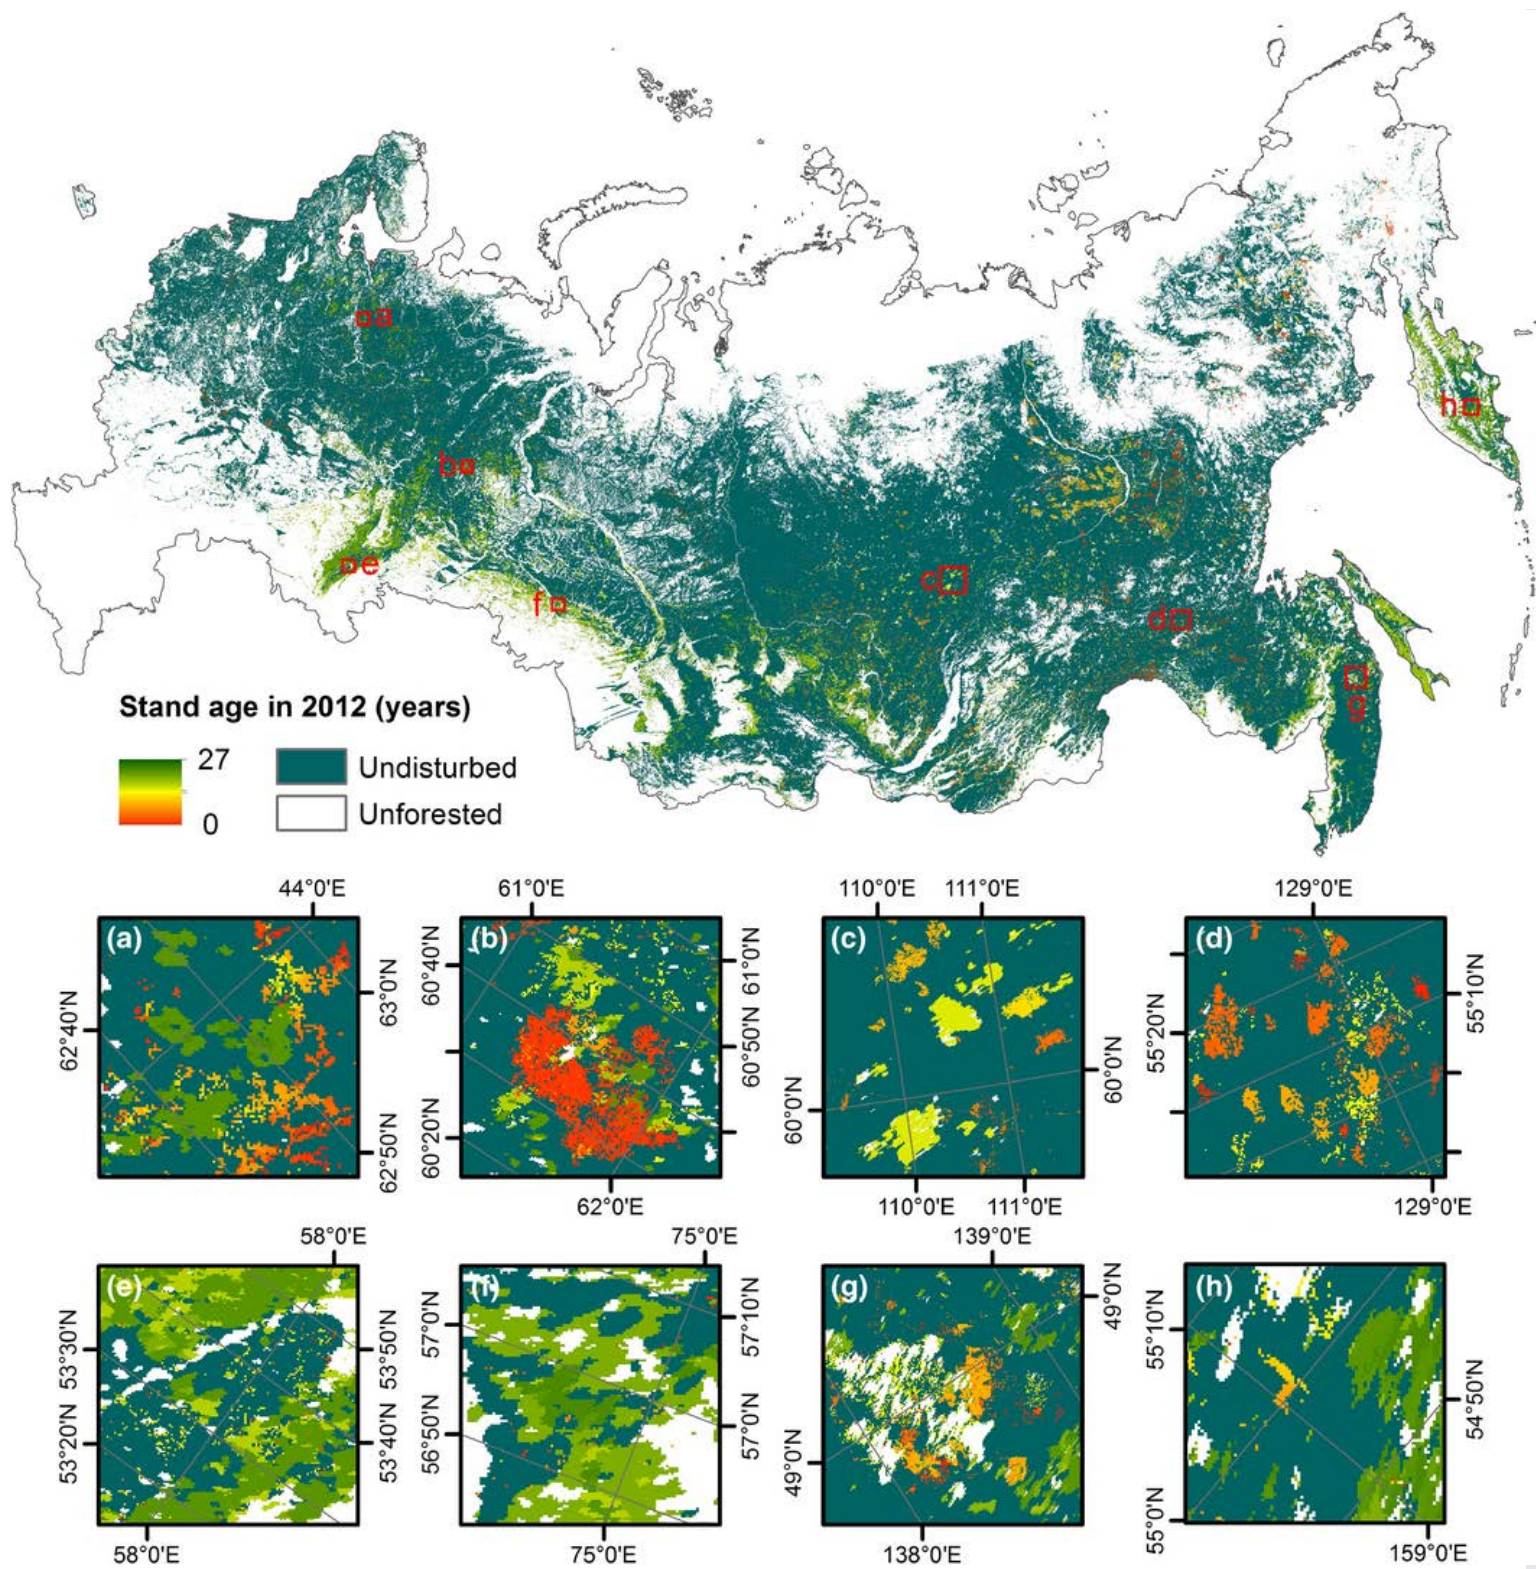 a
h
b
e
c
f
d
g
Stand age in 2012 (years)
27
0
Undisturbed
Unforested
44°0'E
61°0'E
110°0'E 111°0'E
129°0'E
(a)
62°40'N
63°0'N
62°50'N
(b)
60°40'N
60°20'N
61°0'N
60°50'N
62°0'E
(c)
60°0'N
60°0'N
110°0'E 111°0'E
(d)
55°20'N
55°10'N
129°0'E
58°0'E
75°0'E
139°0'E
(e)
53°30'N
53°20'N
53°50'N
53°40'N
58°0'E
(f)
57°0'N
56°50'N
57°10'N
57°0'N
75°0'E
(g)
49°0'N
49°0'N
138°0'E
(h)
55°10'N
55°0'N
54°50'N
159°0'E